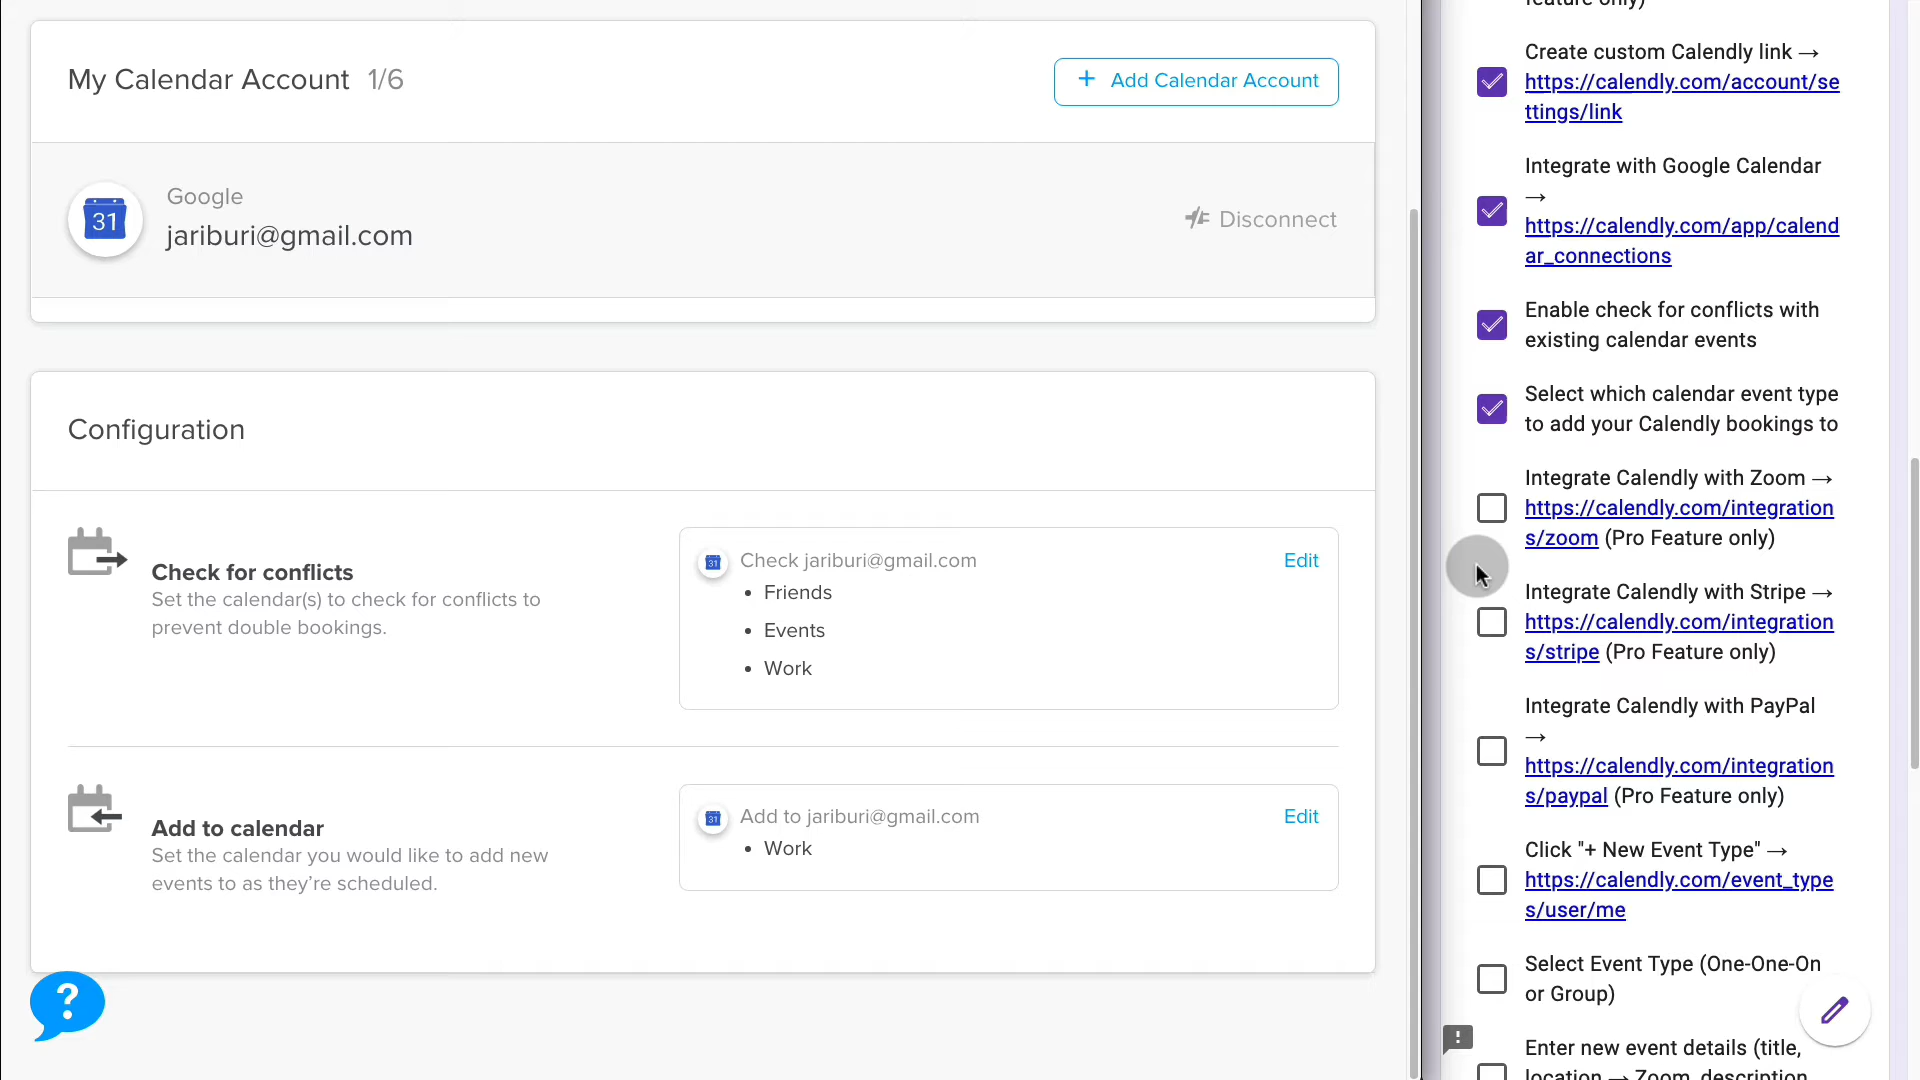 My Calendar Account 1/6
+ Add Calendar Account
31
Google
jariburi@gmail.com
Disconnect
Configuration
Check for conflicts
Set the calendar(s) to check for conflicts to
prevent double bookings.
31
Check jariburi@gmail.com
Edit
• Friends
• Events
• Work
Add to calendar
Set the calendar you would like to add new
events to as they’re scheduled.
31
Add to jariburi@gmail.com
Edit
• Work
?
feature only)
Create custom Calendly link →
https://calendly.com/account/se
ttings/link
Integrate with Google Calendar
→
https://calendly.com/app/calend
ar_connections
Enable check for conflicts with
existing calendar events
Select which calendar event type
to add your Calendly bookings to
Integrate Calendly with Zoom →
https://calendly.com/integration
s/zoom (Pro Feature only)
Integrate Calendly with Stripe →
https://calendly.com/integration
s/stripe (Pro Feature only)
Integrate Calendly with PayPal
→
https://calendly.com/integration
s/paypal (Pro Feature only)
Click "+ New Event Type" →
https://calendly.com/event_type
s/user/me
Select Event Type (One-One-On
or Group)
!
Enter new event details (title,
location → Zoom, description